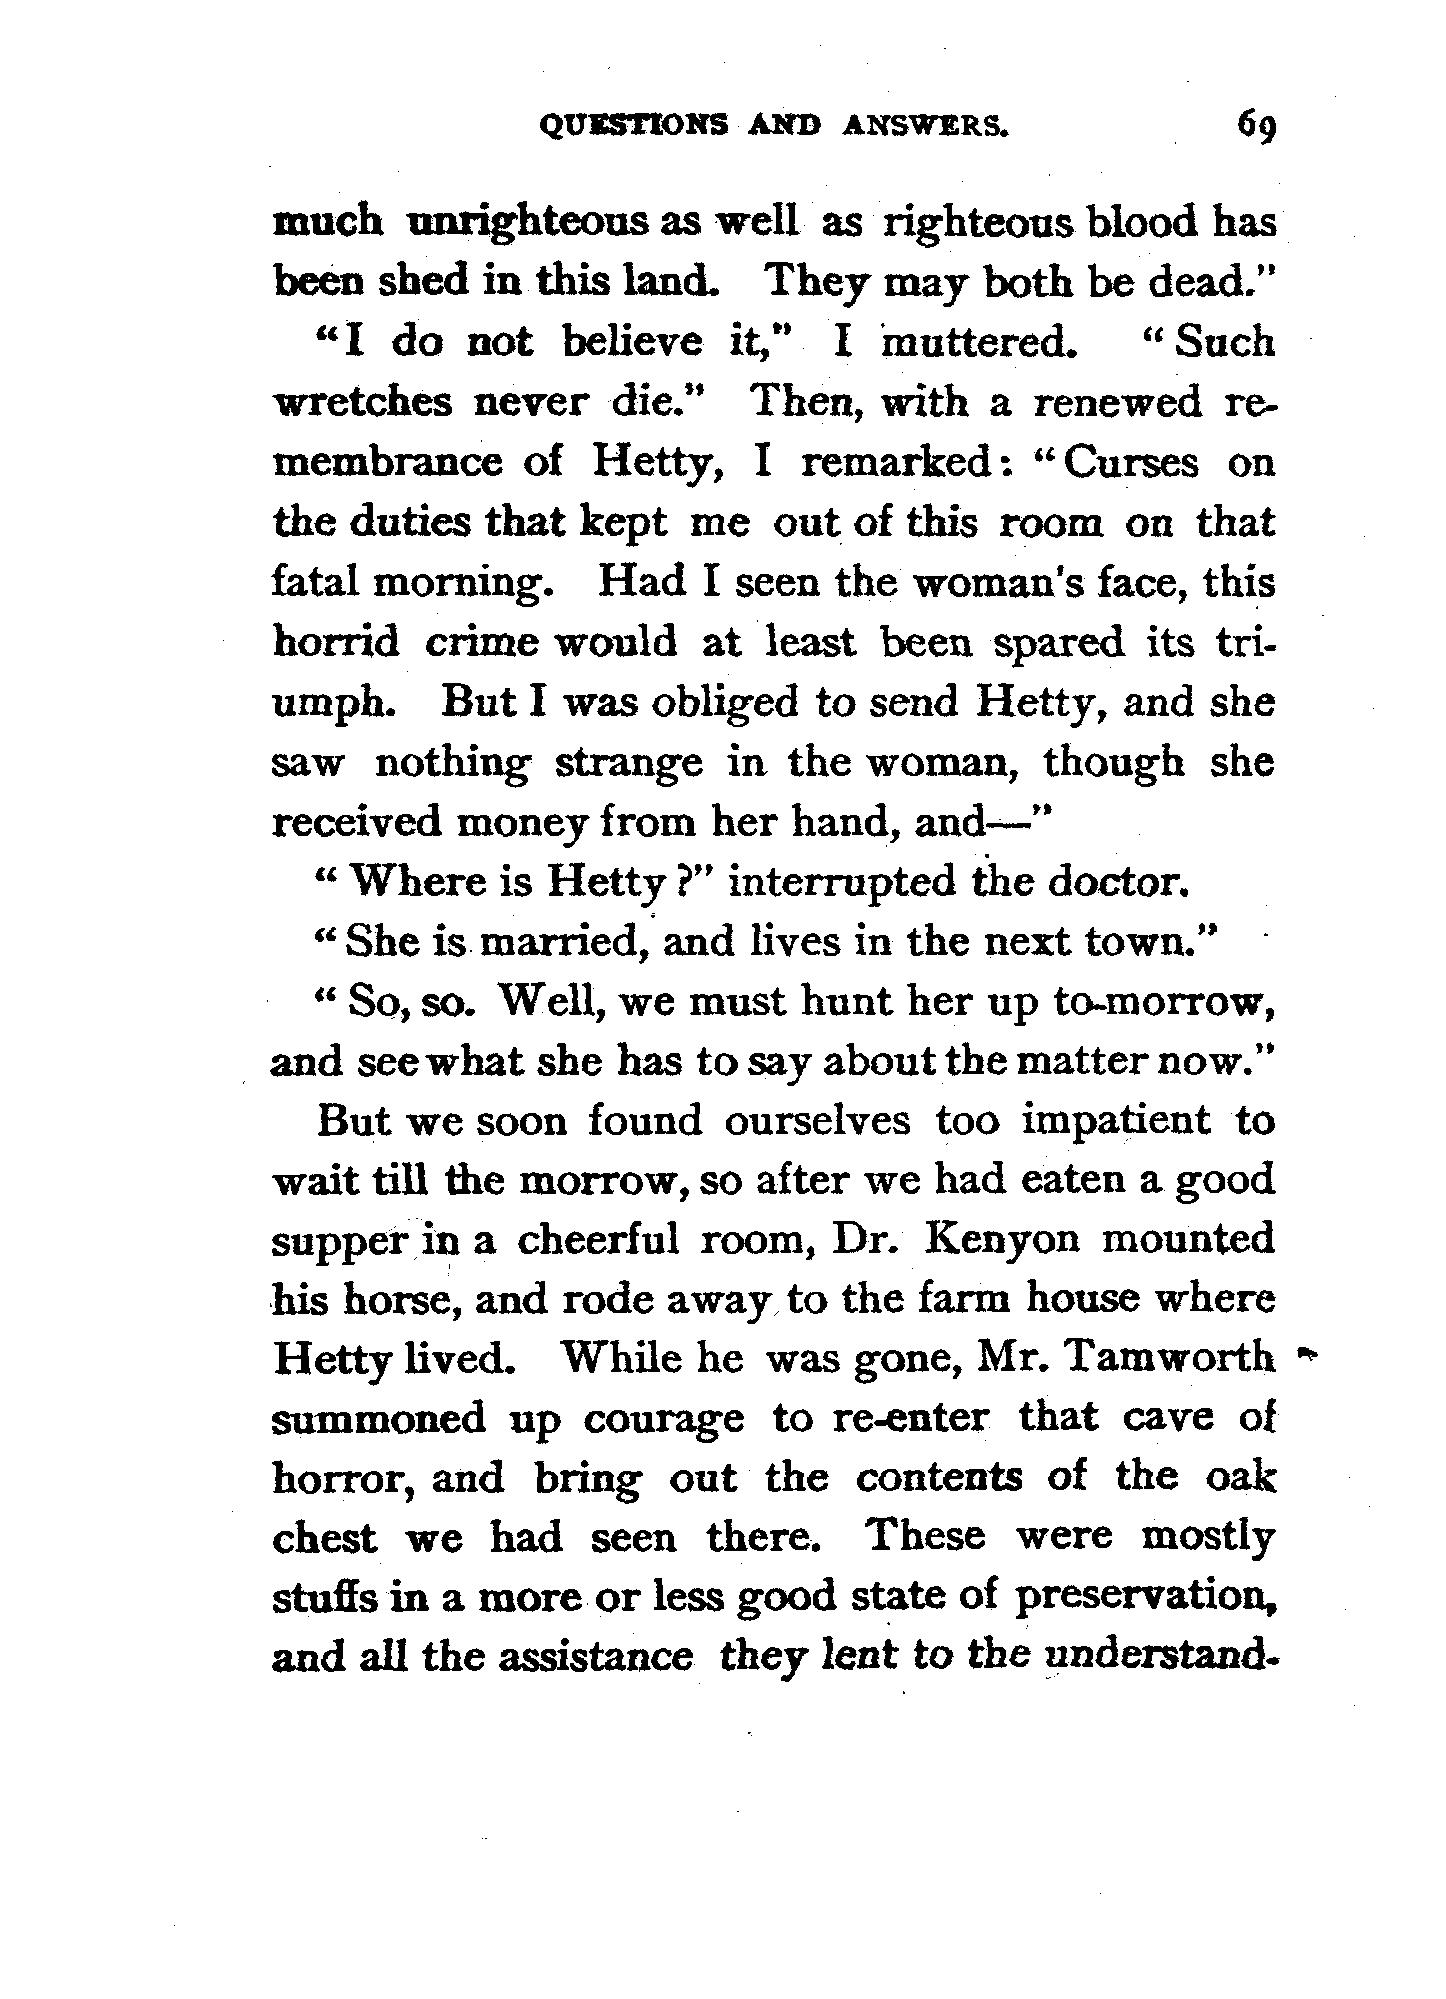 QUESTIONS AND ANSWERS. 69
much unrighteous as well as righteous blood has
been shed in this land. They may both be dead."
"I do not believe it," I muttered. "Such
wretches never die." Then, with a renewed re-
membrance of Hetty, I remarked: "Curses on
the duties that kept me out of this room on that
fatal morning. Had I seen the woman's face, this
horrid crime would at least been spared its tri-
umph. But I was obliged to send Hetty, and she
saw nothing strange in the woman, though she
received money from her hand, and—"
"Where is Hetty?" interrupted the doctor.
"She is married, and lives in the next town."
"So, so. Well, we must hunt her up to-morrow,
and see what she has to say about the matter now."
But we soon found ourselves too impatient to
wait till the morrow, so after we had eaten a good
supper in a cheerful room, Dr. Kenyon mounted
his horse, and rode away to the farm house where
Hetty lived. While he was gone, Mr. Tamworth
summoned up courage to re-enter that cave of
horror, and bring out the contents of the oak
chest we had seen there. These were mostly
stuffs in a more or less good state of preservation,
and all the assistance they lent to the understand-